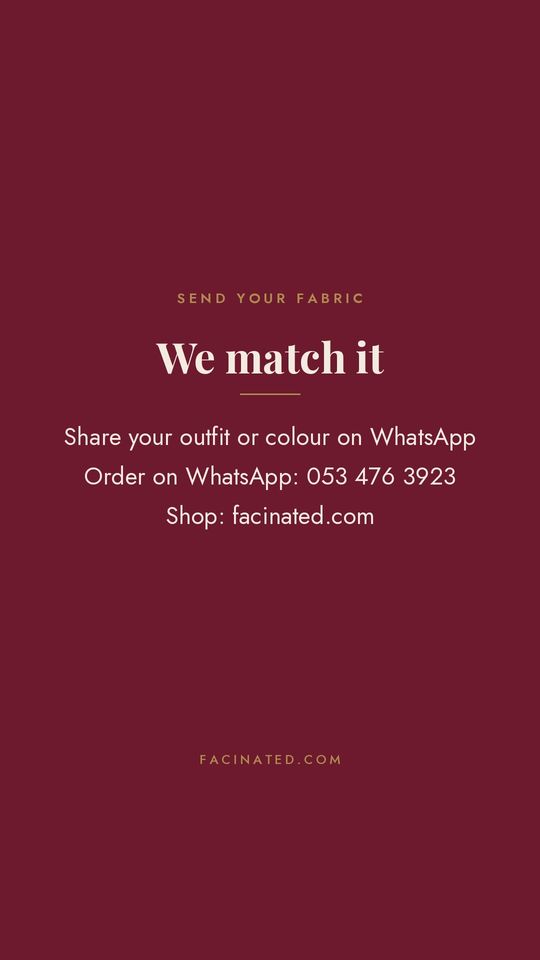 SEND YOUR FABRIC
We match it
Share your outfit or colour on WhatsApp
Order on WhatsApp: 053 476 3923
Shop: facinated.com
FACINATED.COM